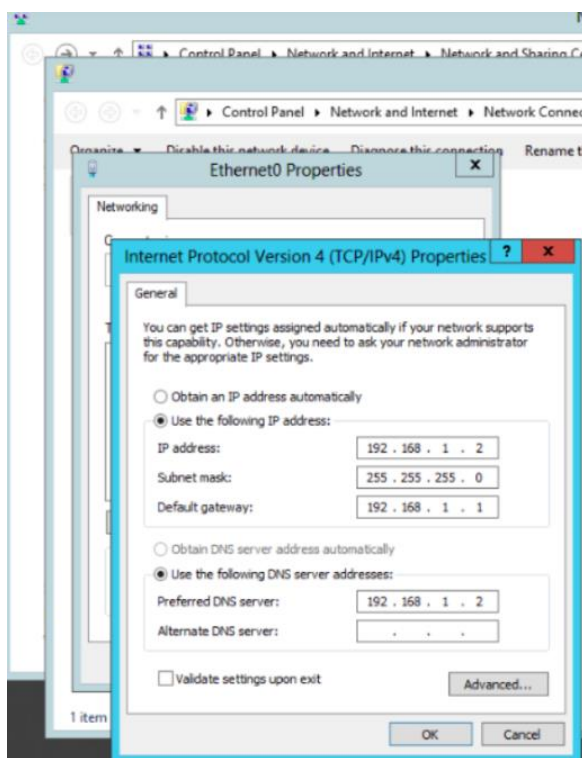 Control Panel ▸ Network and Internet ▸ Network and Sharing
Control Panel ▸ Network and Internet ▸ Network Connec
Organize Disable this network device Diagnose this connection Rename t
Ethernet0 Properties
Networking
Internet Protocol Version 4 (TCP/IPv4) Properties
General
You can get IP settings assigned automatically if your network supports
this capability. Otherwise, you need to ask your network administrator
for the appropriate IP settings.
Obtain an IP address automatically
Use the following IP address:
IP address: 192 . 168 . 1 . 2
Subnet mask: 255 . 255 . 255 . 0
Default gateway: 192 . 168 . 1 . 1
Obtain DNS server address automatically
Use the following DNS server addresses:
Preferred DNS server: 192 . 168 . 1 . 2
Alternate DNS server: . . .
Validate settings upon exit
Advanced...
1 item
OK Cancel